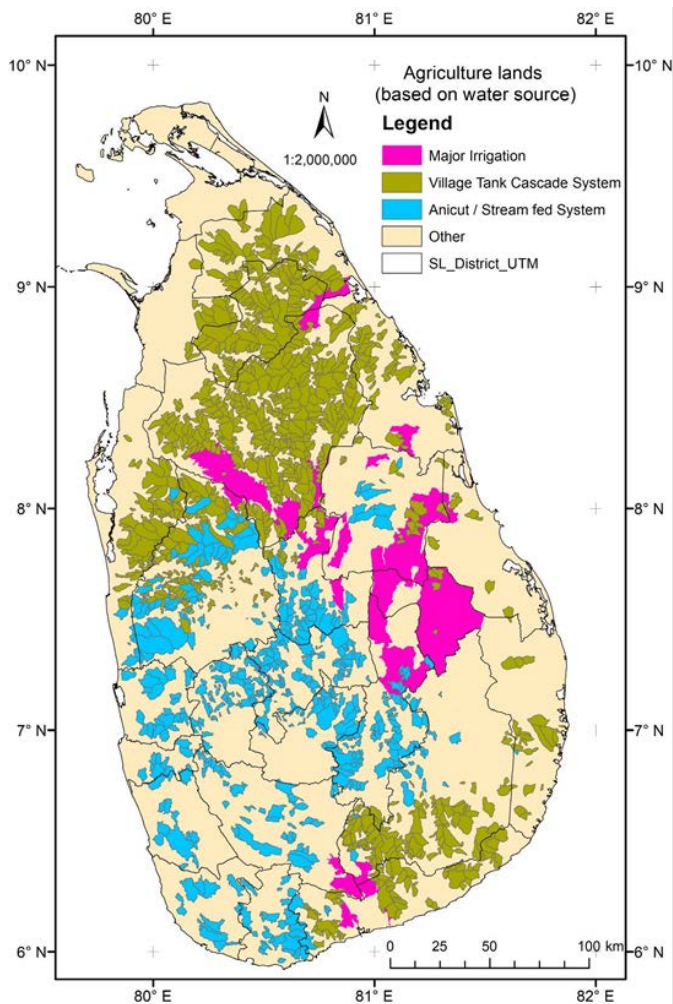 80° E
81° E
82° E
10° N
10° N
Agriculture lands
(based on water source)
N
1:2,000,000
Legend
Major Irrigation
Village Tank Cascade System
Anicut / Stream fed System
Other
SL_District_UTM
9° N
9° N
8° N
8° N
7° N
7° N
6° N
6° N
0 25 50 100 km
80° E
81° E
82° E